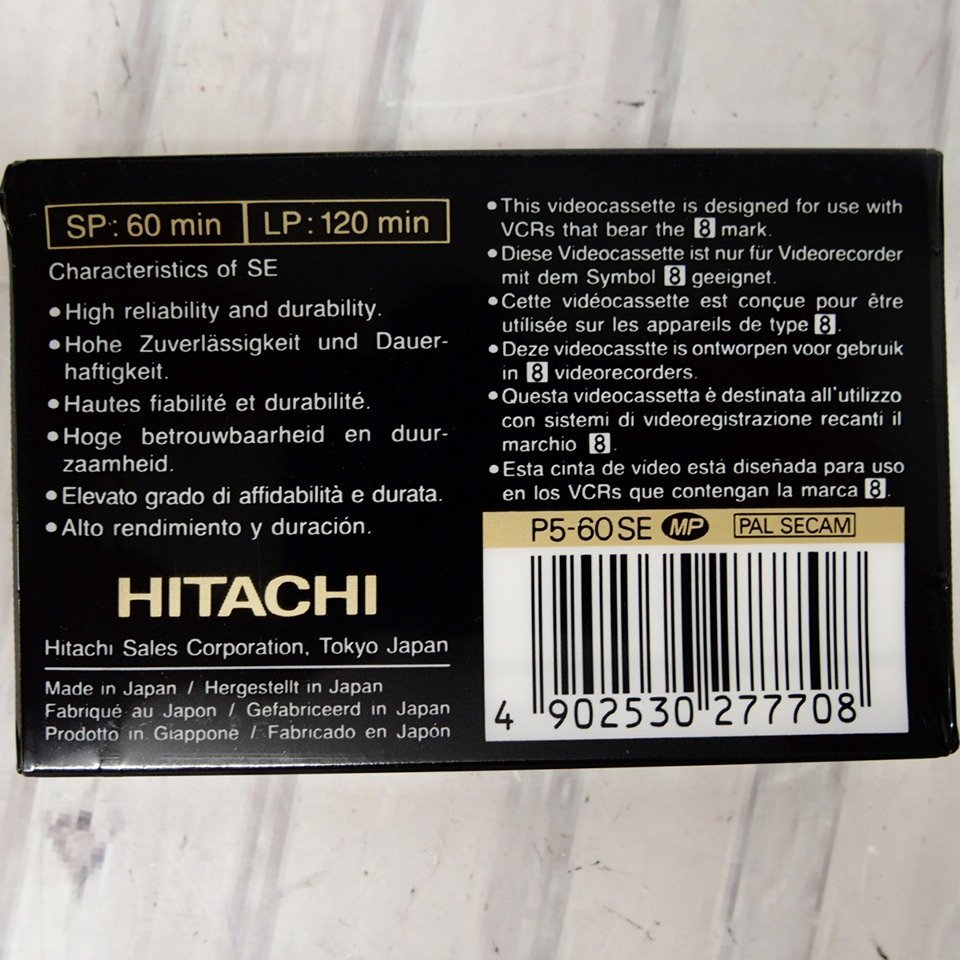 SP: 60 min LP: 120 min
Characteristics of SE
•High reliability and durability.
•Hohe Zuverlässigkeit und Dauer-
haftigkeit.
•Hautes fiabilité et durabilité.
•Hoge betrouwbaarheid en duur-
zaamheid.
•Elevato grado di affidabilità e durata.
•Alto rendimiento y duración.
HITACHI
Hitachi Sales Corporation, Tokyo Japan
Made in Japan / Hergestellt in Japan
Fabriqué au Japon / Gefabriceerd in Japan
Prodotto in Giappone / Fabricado en Japón
•This videocassette is designed for use with
VCRs that bear the 8 mark.
•Diese Videocassette ist nur für Videorecorder
mit dem Symbol 8 geeignet.
•Cette vidéocassette est conçue pour être
utilisée sur les appareils de type 8.
•Deze videocasstte is ontworpen voor gebruik
in 8 videorecorders.
•Questa videocassetta è destinata all'utilizzo
con sistemi di videoregistrazione recanti il
marchio 8.
•Esta cinta de vídeo está diseñada para uso
en los VCRs que contengan la marca 8.
P5-60SE MP PAL SECAM
4 902530 277708